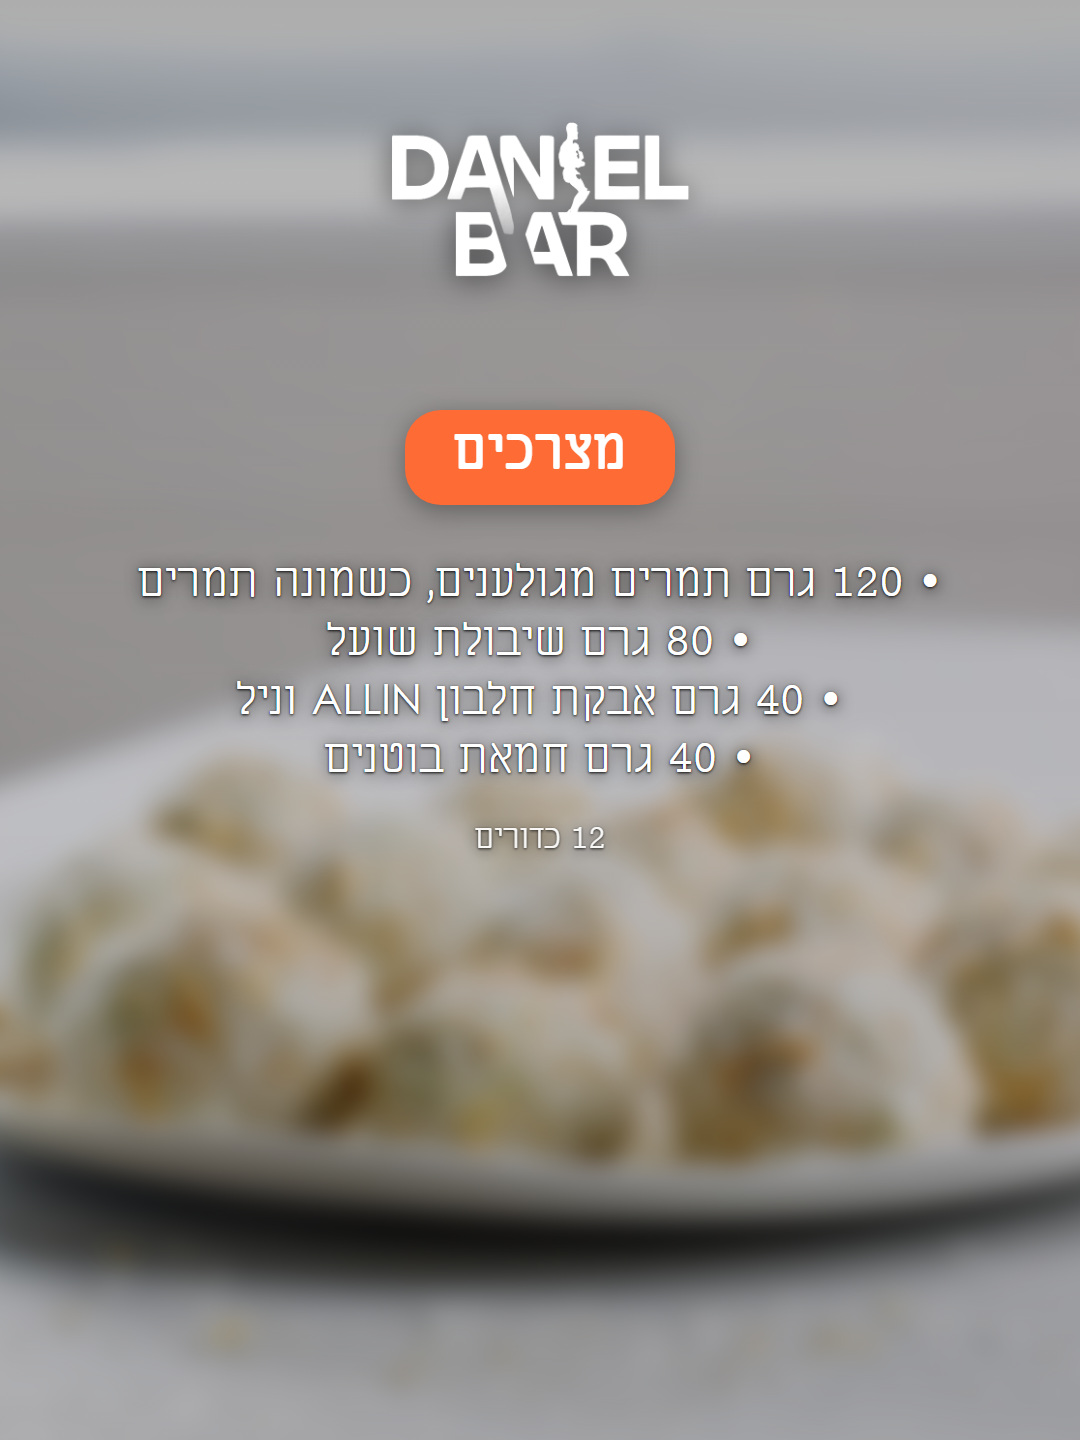 DANIEL
BAR
מצרכים
• 120 גרם תמרים מגולענים, כשמונה תמרים
• 80 גרם שיבולת שועל
• 40 גרם אבקת חלבון ALLIN וניל
• 40 גרם חמאת בוטנים
12 כדורים